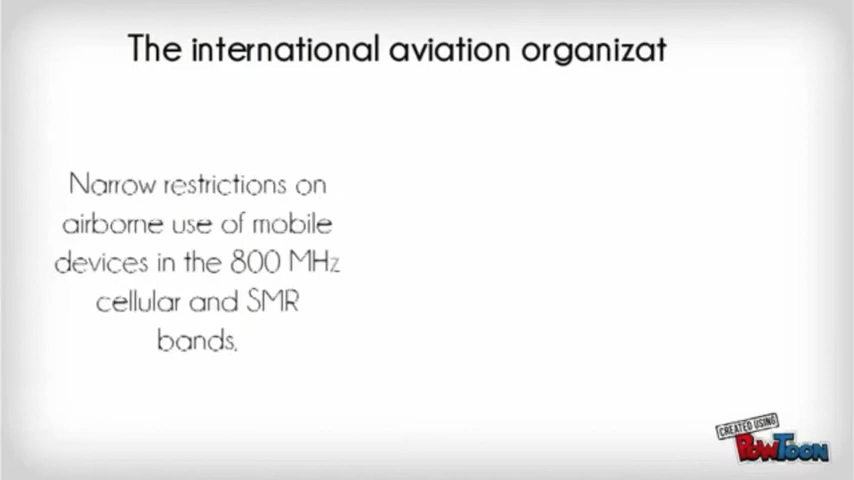 The international aviation organizat
Narrow restrictions on
airborne use of mobile
devices in the 800 MHz
cellular and SMR
bands.
CREATED USING
POWTOON